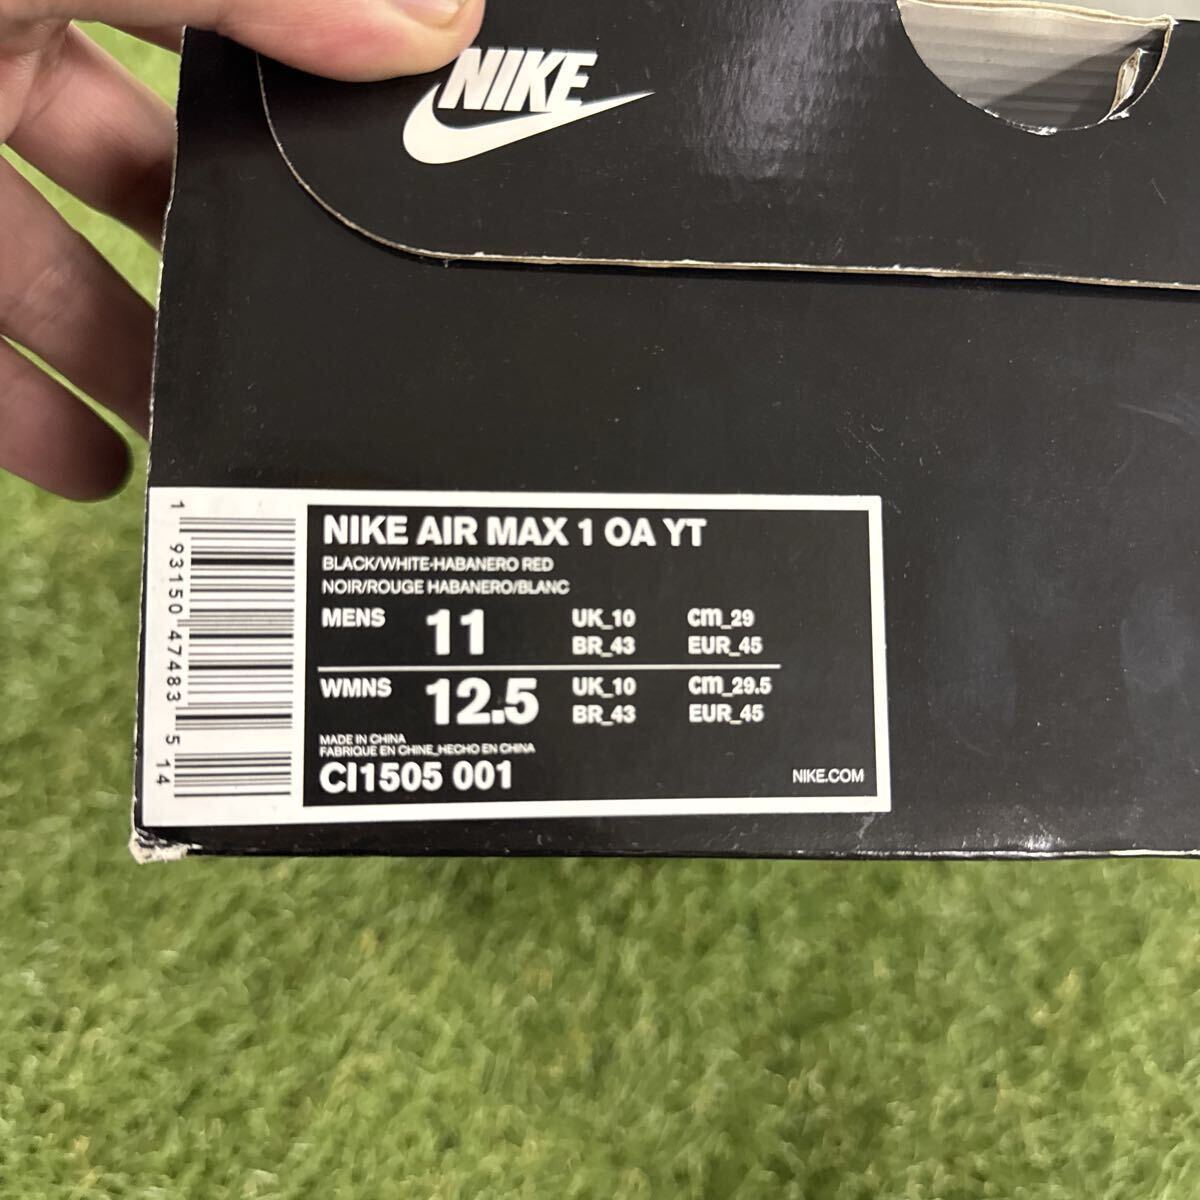 NIKE
NIKE AIR MAX 1 OA YT
BLACK/WHITE-HABANERO RED
NOIR/ROUGE HABANERO/BLANC
MENS 11 UK_10 cm_29
BR_43 EUR_45
WMNS 12.5 UK_10 cm_29.5
BR_43 EUR_45
MADE IN CHINA
FABRIQUE EN CHINE_HECHO EN CHINA
CI1505 001 NIKE.COM
1 93150 47483 5 14